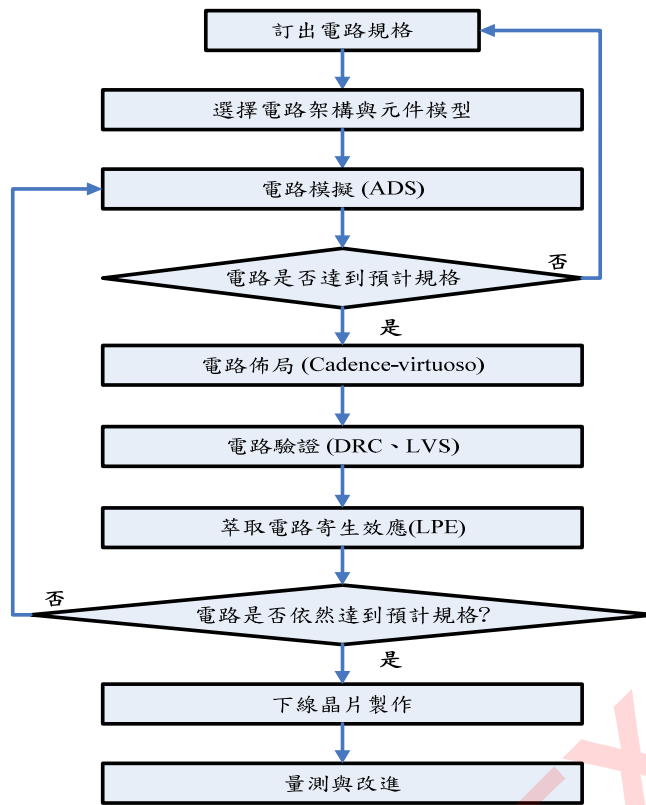 訂出電路規格
選擇電路架構與元件模型
電路模擬 (ADS)
電路是否達到預計規格
否
是
電路佈局 (Cadence-virtuoso)
電路驗證 (DRC、LVS)
萃取電路寄生效應(LPE)
否
電路是否依然達到預計規格?
是
下線晶片製作
量測與改進